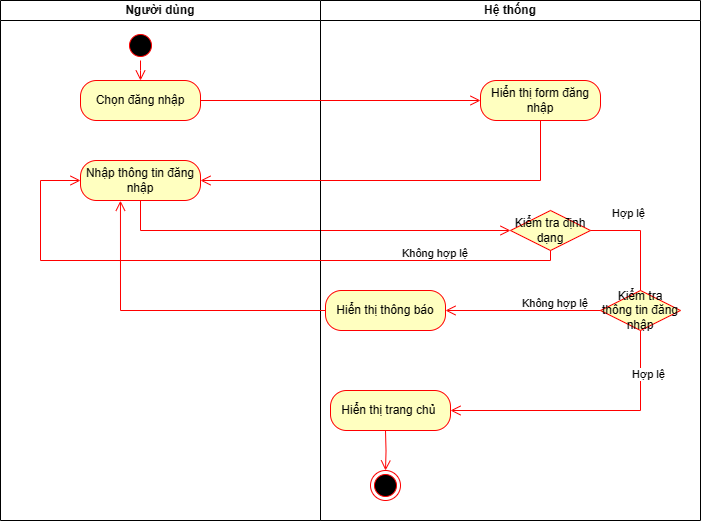 Người dùng
Hệ thống
Chọn đăng nhập
Hiển thị form đăng
nhập
Nhập thông tin đăng
nhập
Kiểm tra định
dạng
Hợp lệ
Không hợp lệ
Hiển thị thông báo
Không hợp lệ
Kiểm tra
thông tin đăng
nhập
Hợp lệ
Hiển thị trang chủ